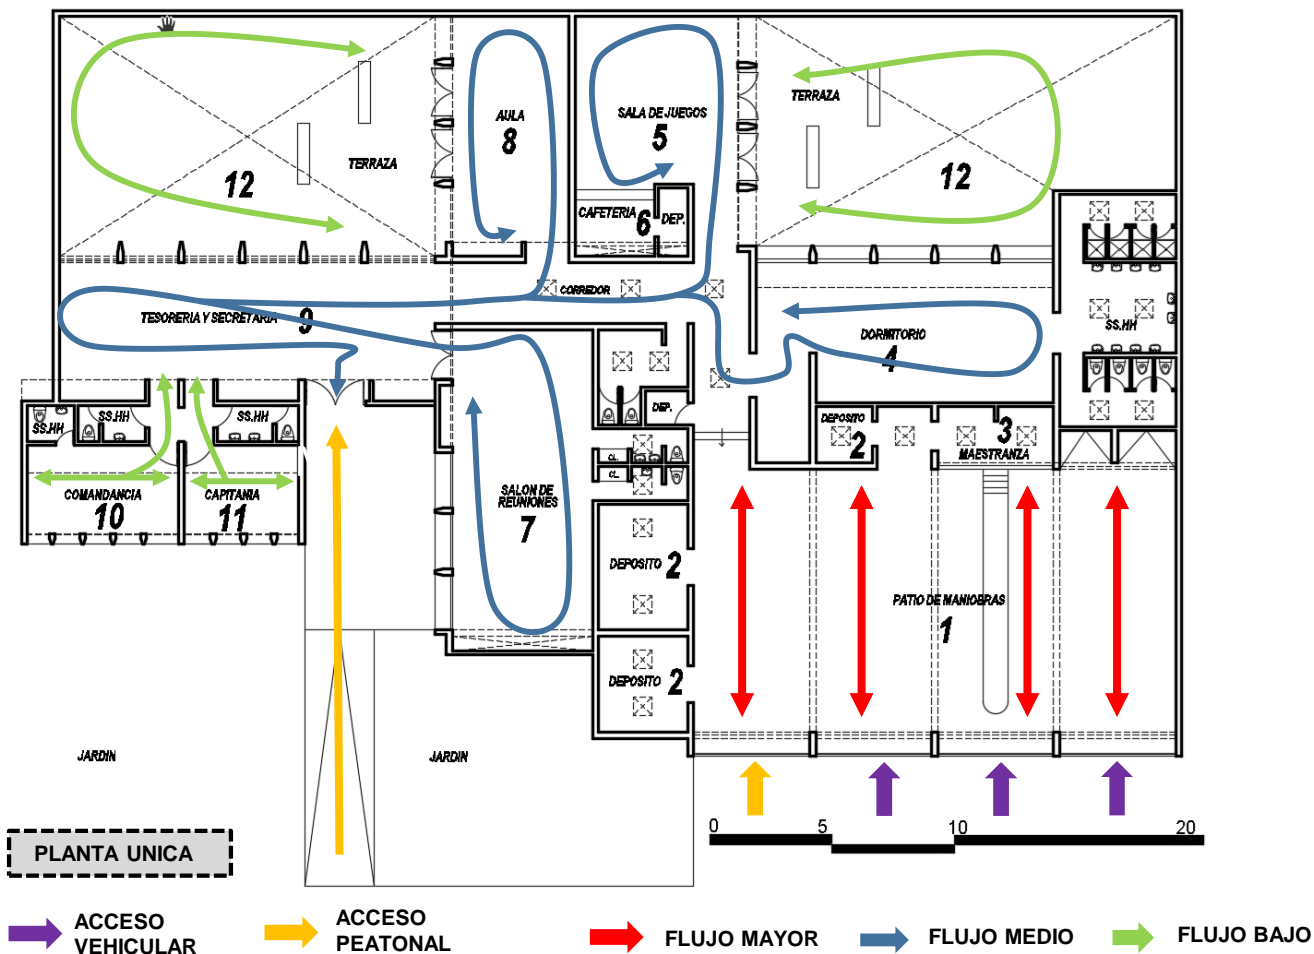 AULA
8
SALA DE JUEGOS
5
TERRAZA
TERRAZA
12
12
CAFETERIA
6
DEP.
CORREDOR
TESORERIA Y SECRETARIA
9
DORMITORIO
4
SS.HH
SS.HH
SS.HH
SS.HH
DEP.
DEPOSITO
2
3
MAESTRANZA
CL.
CL.
COMANDANCIA
10
CAPITANIA
11
SALON DE
REUNIONES
7
DEPOSITO 2
PATIO DE MANIOBRAS
1
DEPOSITO 2
JARDIN
JARDIN
0 5 10 20
PLANTA UNICA
ACCESO
VEHICULAR
ACCESO
PEATONAL
FLUJO MAYOR
FLUJO MEDIO
FLUJO BAJO